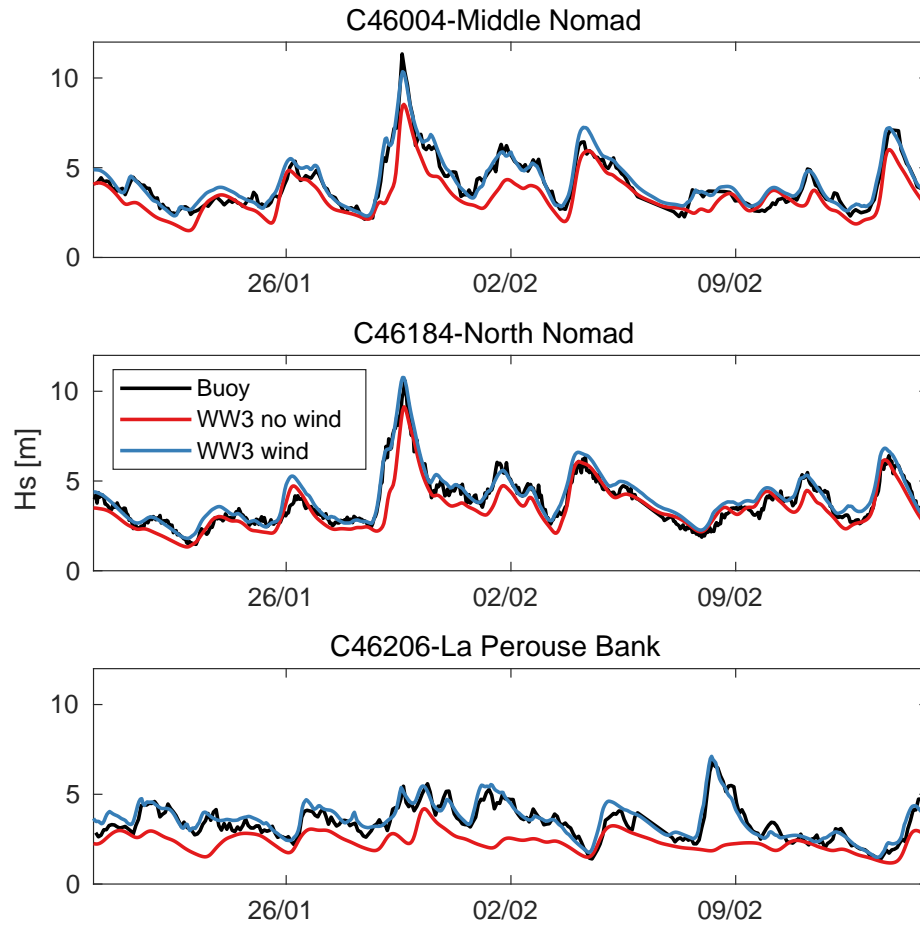 C46004-Middle Nomad
10
5
0
26/01
02/02
09/02
C46184-North Nomad
Hs [m]
10
5
0
Buoy
WW3 no wind
WW3 wind
26/01
02/02
09/02
C46206-La Perouse Bank
10
5
0
26/01
02/02
09/02